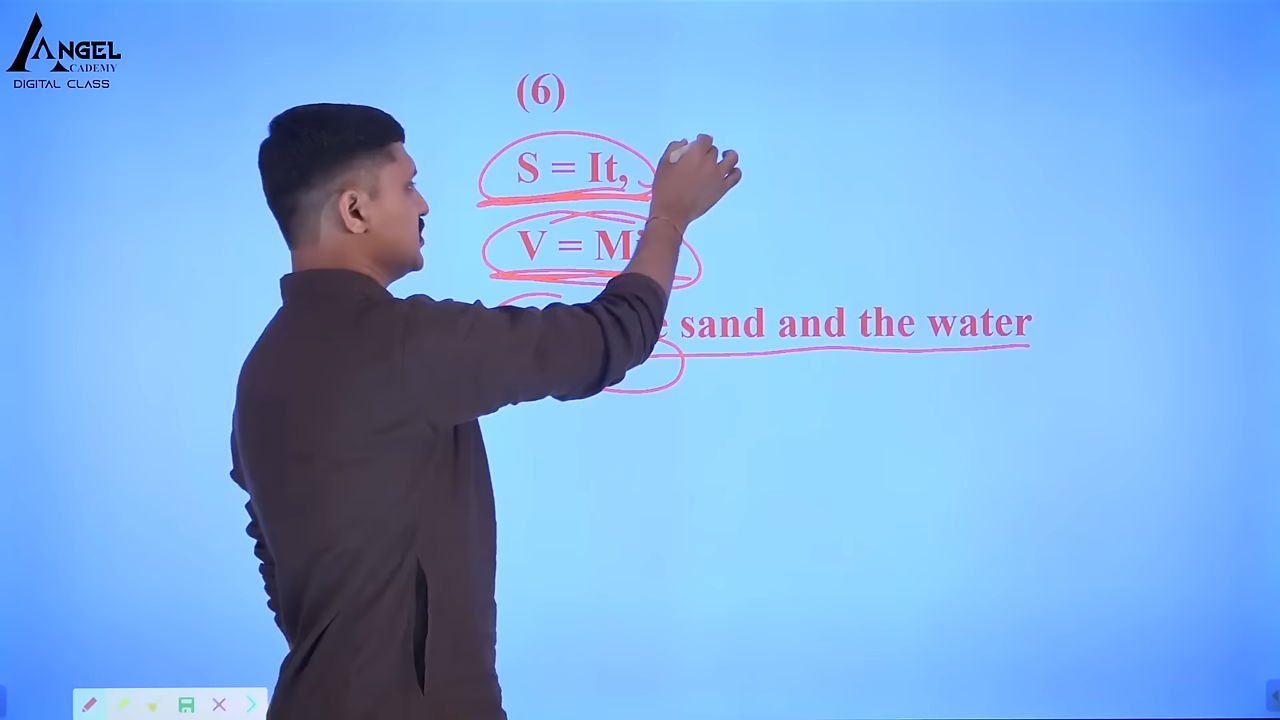 ANGEL
ACADEMY
DIGITAL CLASS
(6)
S = It,
V =
sand and the water